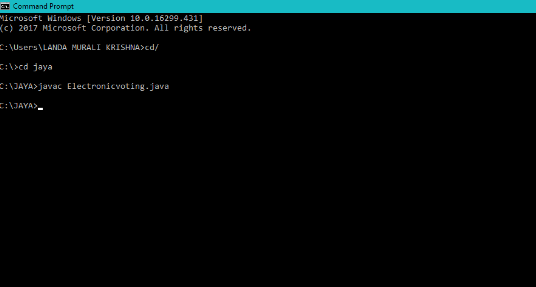 Command Prompt
Microsoft Windows [Version 10.0.16299.431]
(c) 2017 Microsoft Corporation. All rights reserved.
C:\Users\LANDA MURALI KRISHNA>cd/
C:\>cd jaya
C:\JAYA>javac Electronicvoting.java
C:\JAYA>